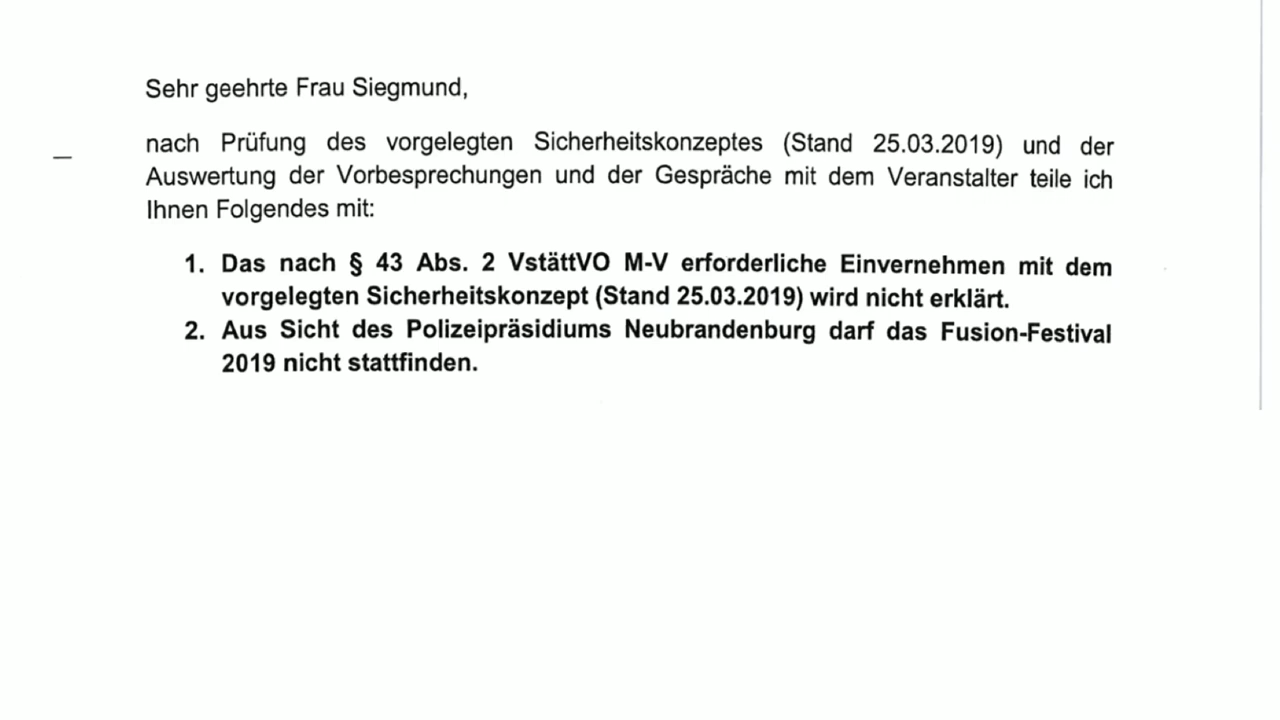 Sehr geehrte Frau Siegmund,
nach Prüfung des vorgelegten Sicherheitskonzeptes (Stand 25.03.2019) und der
Auswertung der Vorbesprechungen und der Gespräche mit dem Veranstalter teile ich
Ihnen Folgendes mit:
1. Das nach § 43 Abs. 2 VstättVO M-V erforderliche Einvernehmen mit dem
vorgelegten Sicherheitskonzept (Stand 25.03.2019) wird nicht erklärt.
2. Aus Sicht des Polizeipräsidiums Neubrandenburg darf das Fusion-Festival
2019 nicht stattfinden.